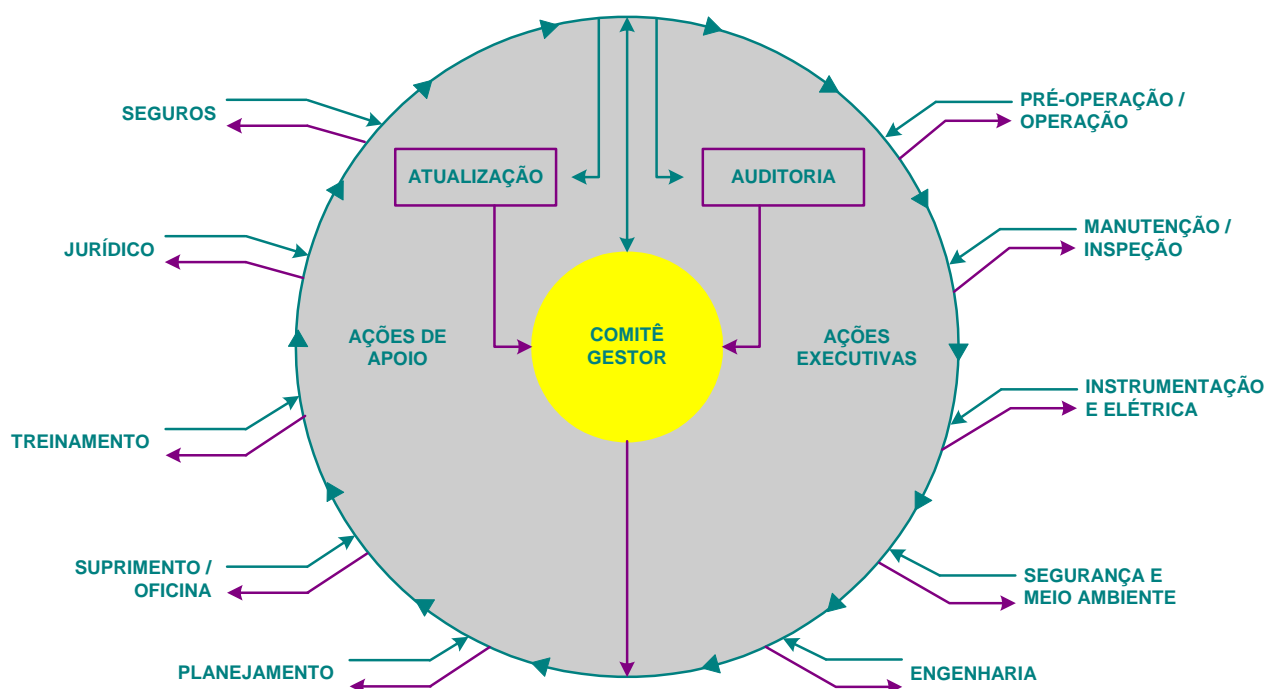 SEGUROS
PRÉ-OPERAÇÃO /
OPERAÇÃO
ATUALIZAÇÃO
AUDITORIA
JURÍDICO
MANUTENÇÃO /
INSPEÇÃO
AÇÕES DE
APOIO
COMITÊ
GESTOR
AÇÕES
EXECUTIVAS
TREINAMENTO
INSTRUMENTAÇÃO
E ELÉTRICA
SUPRIMENTO /
OFICINA
SEGURANÇA E
MEIO AMBIENTE
PLANEJAMENTO
ENGENHARIA